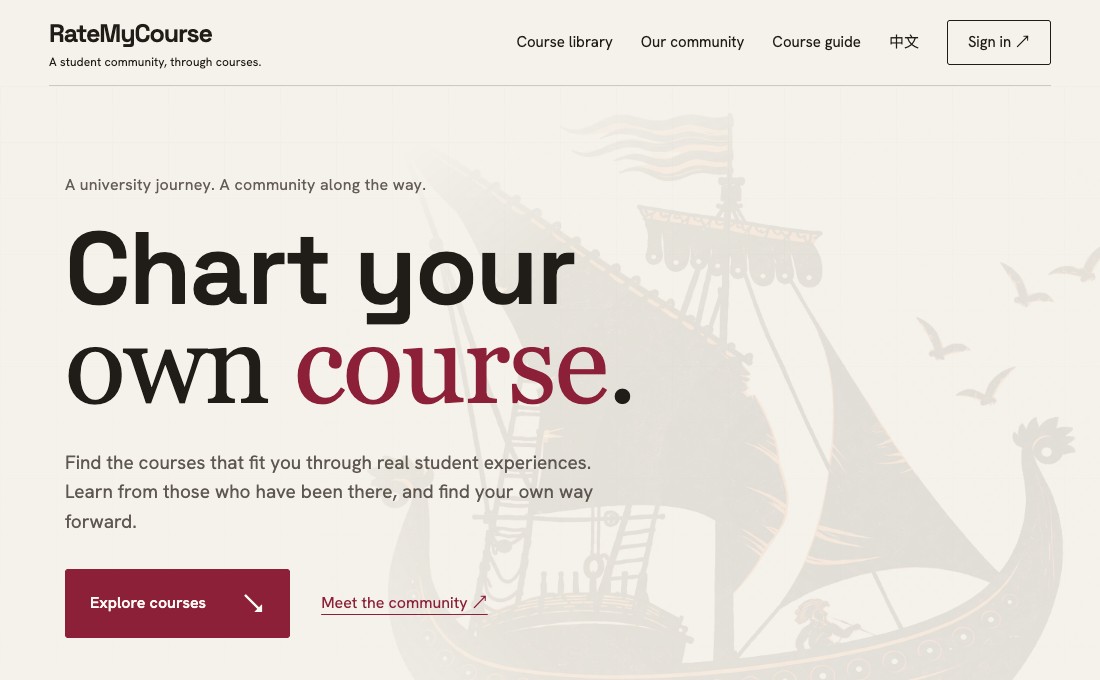 RateMyCourse
A student community, through courses.
Course library
Our community
Course guide
中文
Sign in ↗
A university journey. A community along the way.
Chart your
own course.
Find the courses that fit you through real student experiences.
Learn from those who have been there, and find your own way
forward.
Explore courses ↘
Meet the community ↗